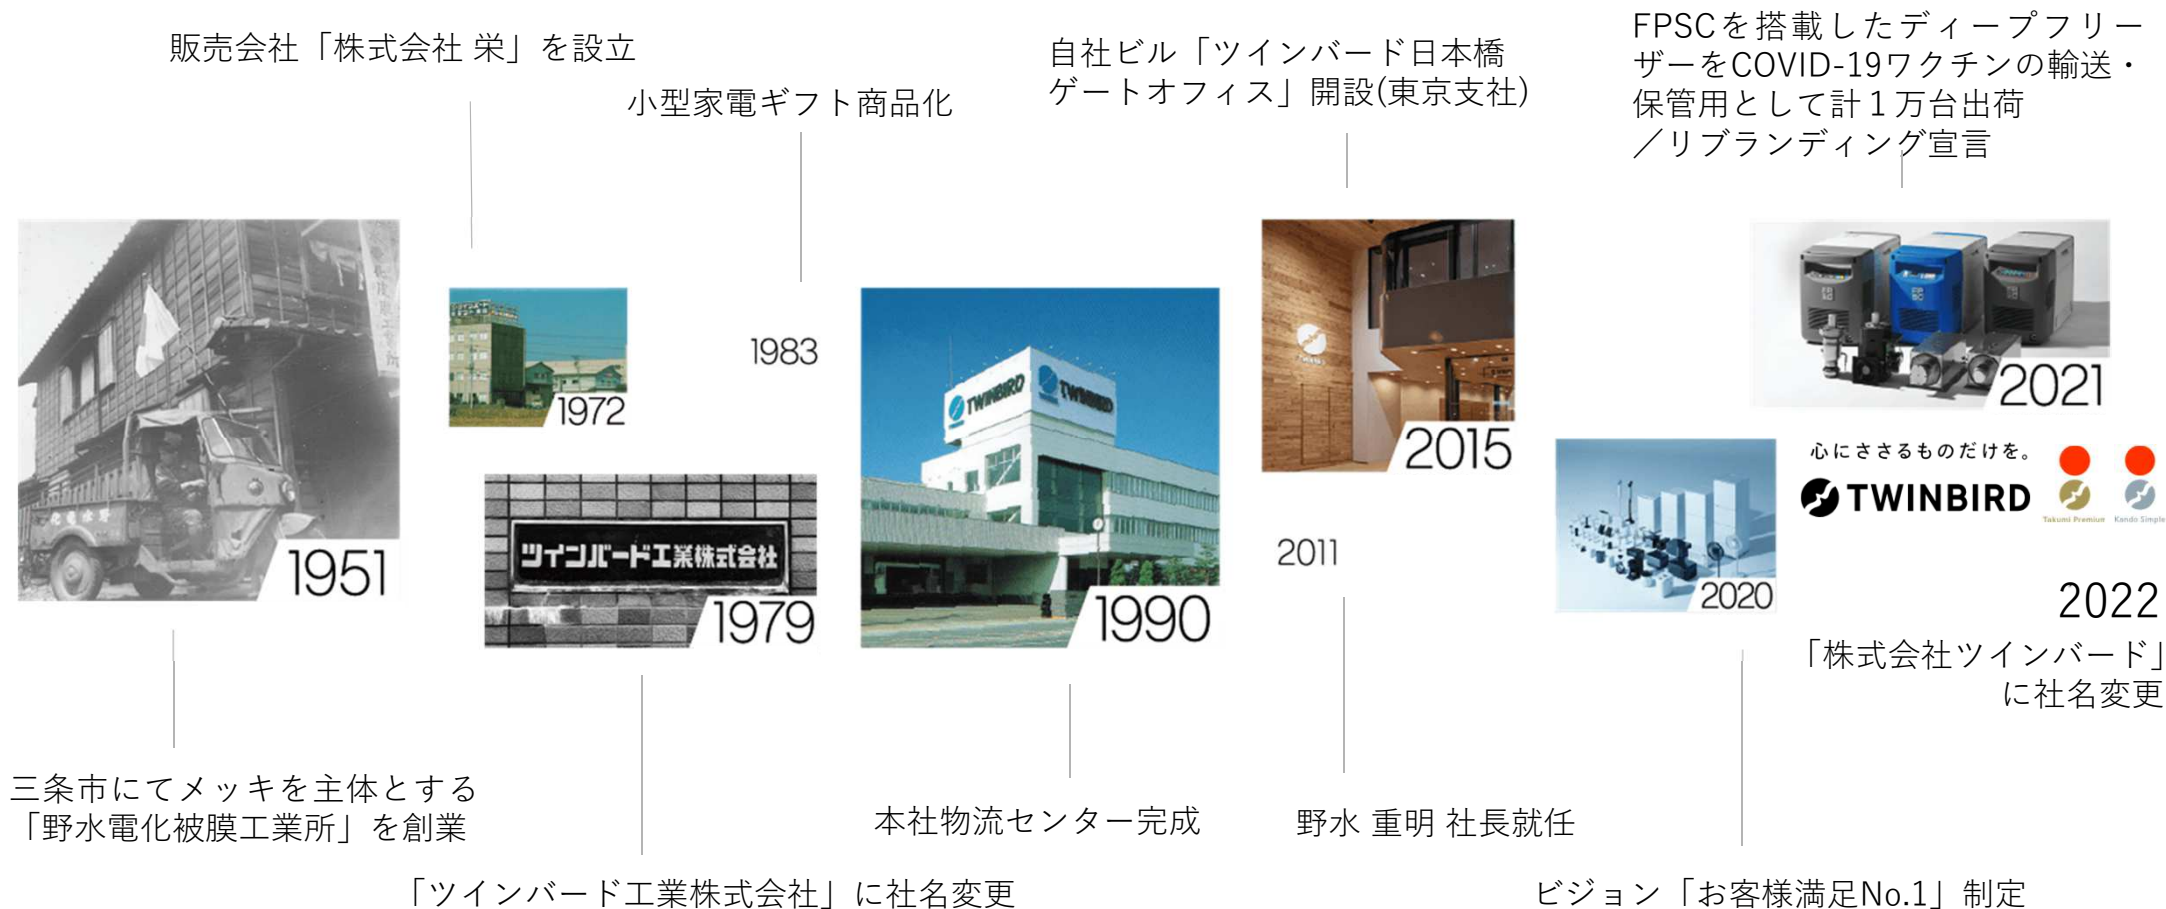 販売会社「株式会社 栄」を設立
小型家電ギフト商品化
自社ビル「ツインバード日本橋
ゲートオフィス」開設(東京支社)
FPSCを搭載したディープフリー
ザーをCOVID-19ワクチンの輸送・
保管用として計１万台出荷
／リブランディング宣言
1951
1972
1983
ツインバード工業株式会社
1979
TWINBIRD
TWINBIRD
1990
2015
2011
2020
2021
心にささるものだけを。
TWINBIRD
Takumi Premium
Kando Simple
2022
「株式会社ツインバード」
に社名変更
三条市にてメッキを主体とする
「野水電化被膜工業所」を創業
「ツインバード工業株式会社」に社名変更
本社物流センター完成
野水 重明 社長就任
ビジョン「お客様満足No.1」制定